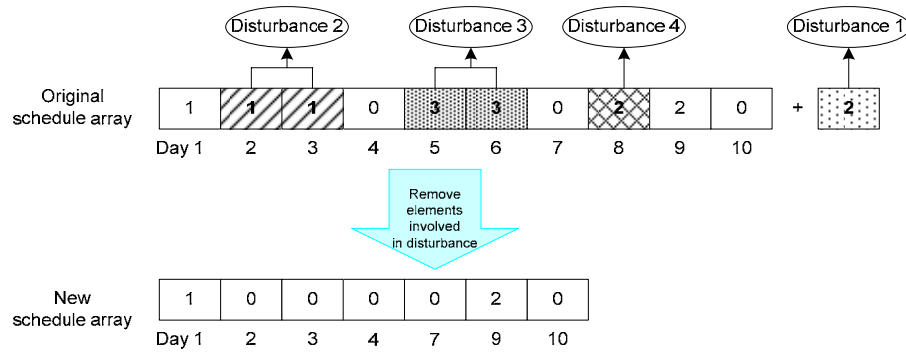 Disturbance 2 Disturbance 3 Disturbance 4 Disturbance 1
Original
schedule array
1 1 1 0 3 3 0 2 2 0 + 2
Day 1 2 3 4 5 6 7 8 9 10
Remove
elements
involved
in disturbance
New
schedule array
1 0 0 0 0 2 0
Day 1 2 3 4 7 9 10